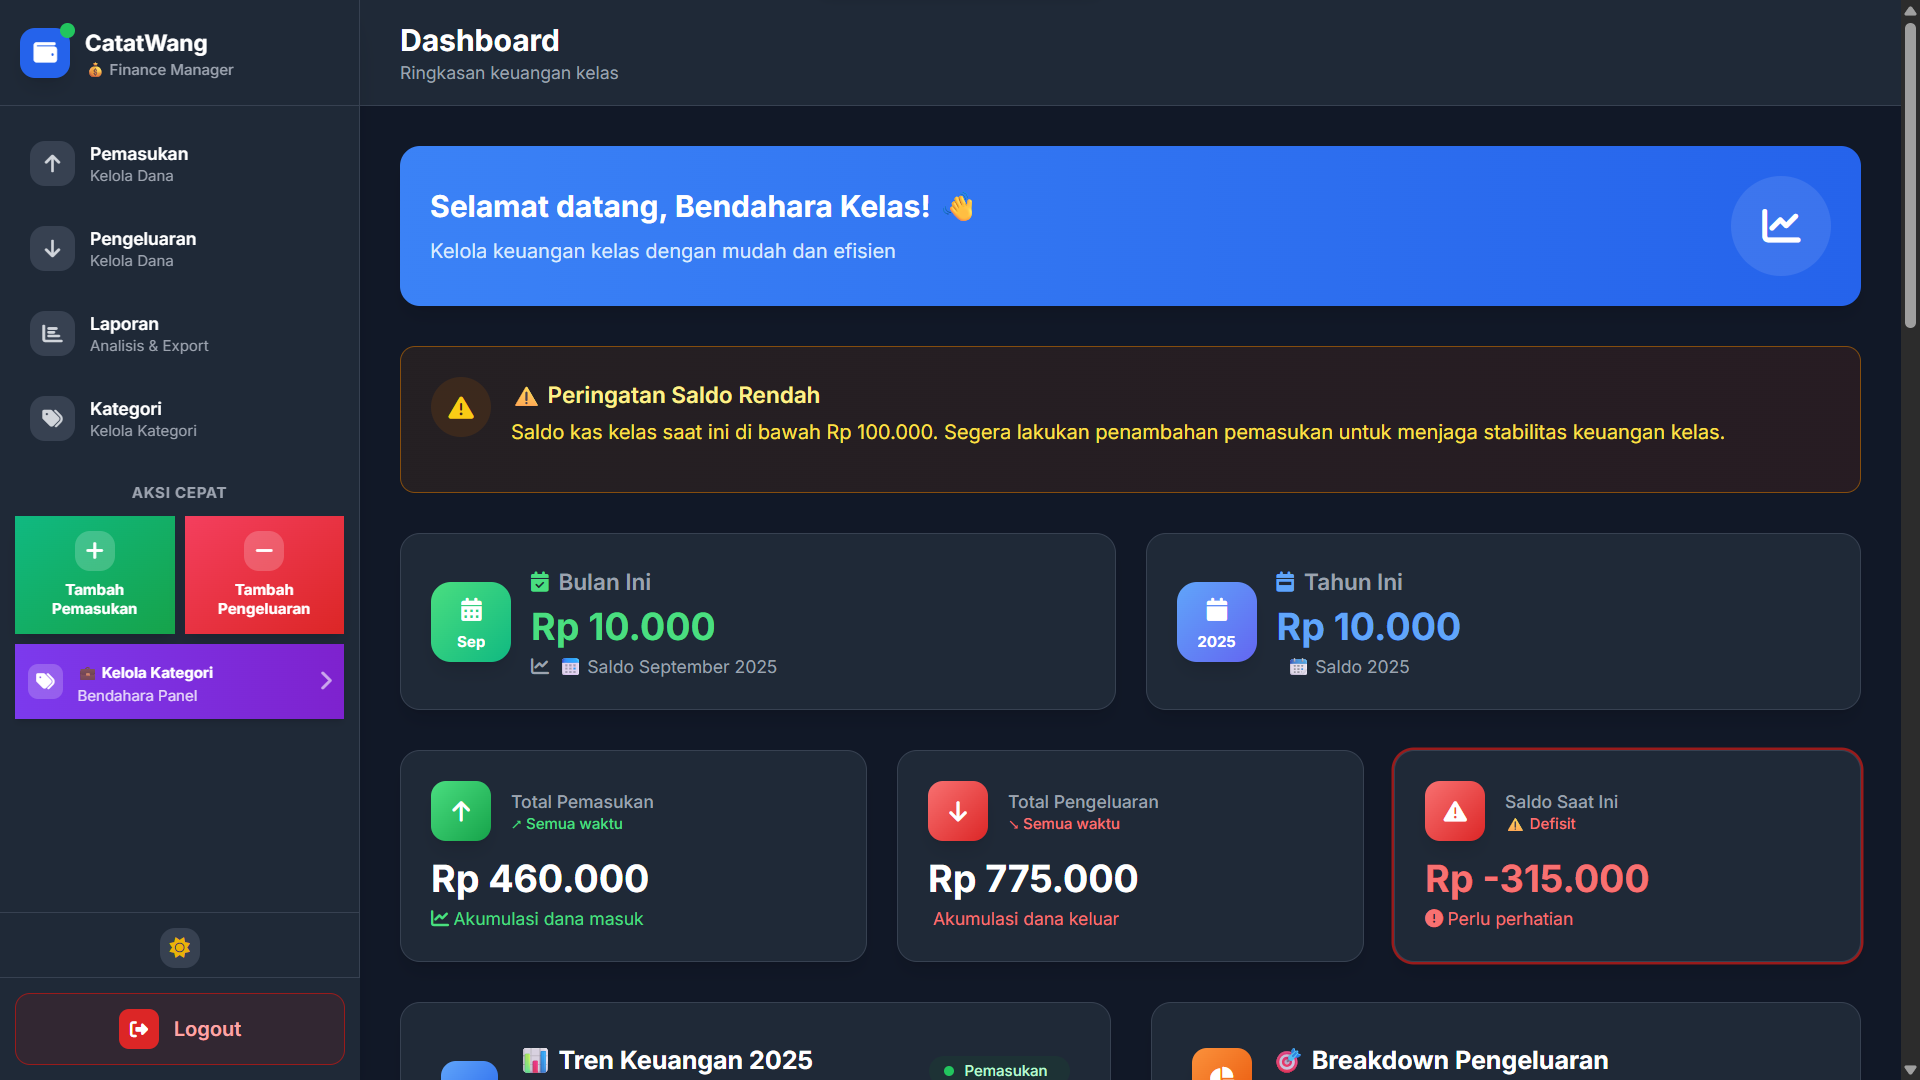 CatatWang
💰 Finance Manager
Pemasukan
Kelola Dana
Pengeluaran
Kelola Dana
Laporan
Analisis & Export
Kategori
Kelola Kategori
AKSI CEPAT
Tambah
Pemasukan
Tambah
Pengeluaran
💼 Kelola Kategori
Bendahara Panel
Logout
Dashboard
Ringkasan keuangan kelas
Selamat datang, Bendahara Kelas! 👋
Kelola keuangan kelas dengan mudah dan efisien
⚠️ Peringatan Saldo Rendah
Saldo kas kelas saat ini di bawah Rp 100.000. Segera lakukan penambahan pemasukan untuk menjaga stabilitas keuangan kelas.
Sep
Bulan Ini
Rp 10.000
Saldo September 2025
2025
Tahun Ini
Rp 10.000
Saldo 2025
Total Pemasukan
↗ Semua waktu
Rp 460.000
Akumulasi dana masuk
Total Pengeluaran
↘ Semua waktu
Rp 775.000
Akumulasi dana keluar
Saldo Saat Ini
⚠️ Defisit
Rp -315.000
Perlu perhatian
📊 Tren Keuangan 2025
Pemasukan
🎯 Breakdown Pengeluaran